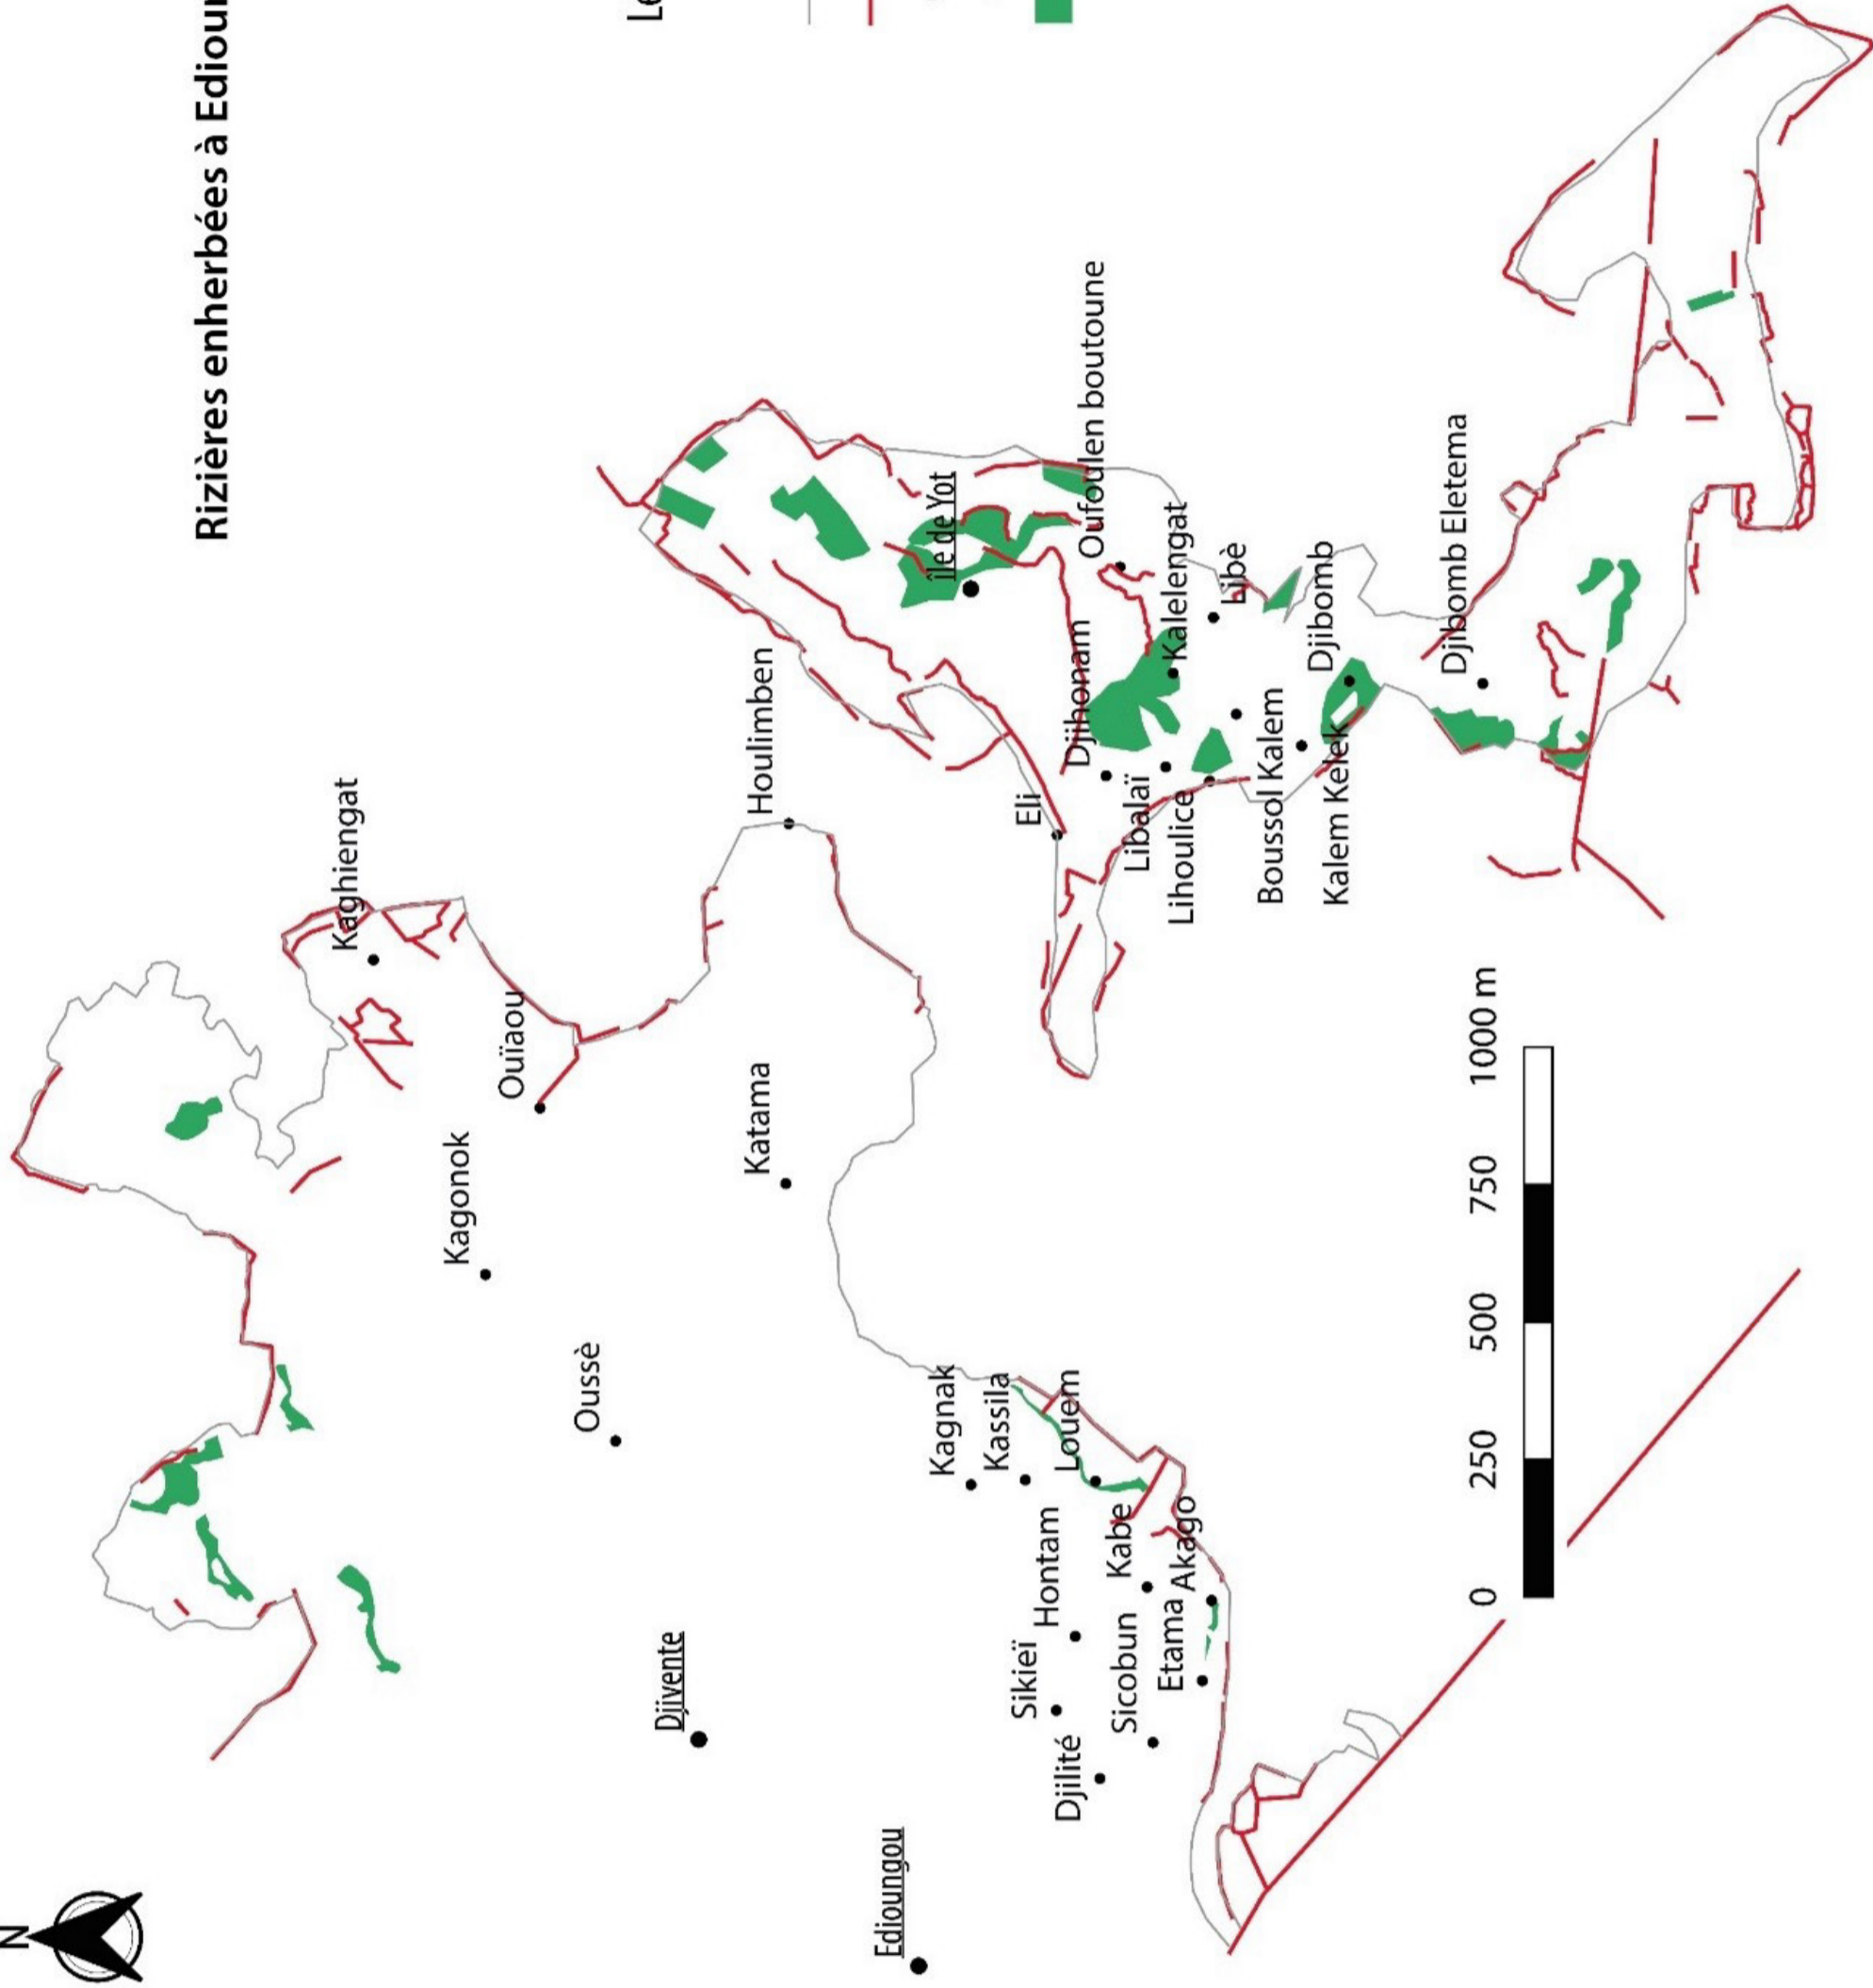 N
Rizières enherbées à Ediour
Le
Kaghiengat
Ouïaou
Kagonok
Houlimben
Katama
Oussè
Djivente
Edioungou
île de Yot
Oufoulen boutoune
Eli
Djihonam
Kalelengat
Libalaï
Libè
Lihoulice
Boussol Kalem
Djibomb
Kalem Kelek
Djibomb Eletema
Kagnak
Kassila
Louem
Hontam
Kabe
Akago
Sikieï
Sicobun
Etama
Djilité
0 250 500 750 1000 m